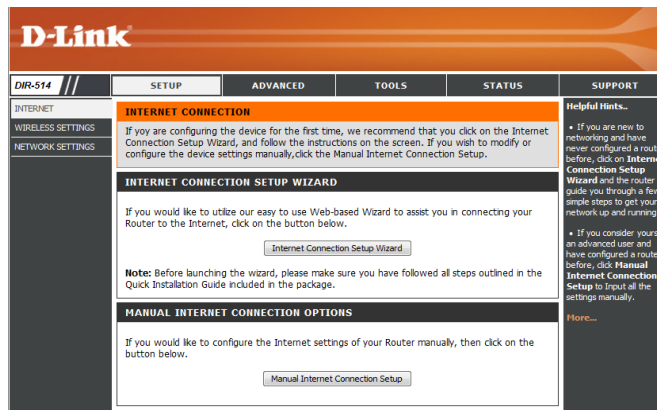 D-Link
DIR-514
SETUP
ADVANCED
TOOLS
STATUS
SUPPORT
INTERNET
WIRELESS SETTINGS
NETWORK SETTINGS
INTERNET CONNECTION
If yoy are configuring the device for the first time, we recommend that you click on the Internet
Connection Setup Wizard, and follow the instructions on the screen. If you wish to modify or
configure the device settings manually,click the Manual Internet Connection Setup.
INTERNET CONNECTION SETUP WIZARD
If you would like to utlize our easy to use Web-based Wizard to assist you in connecting your
Router to the Internet, click on the button below.
Internet Connection Setup Wizard
Note: Before launching the wizard, please make sure you have followed all steps outlined in the
Quick Installation Guide included in the package.
MANUAL INTERNET CONNECTION OPTIONS
If you would like to configure the Internet settings of your Router manually, then click on the
button below.
Manual Internet Connection Setup
Helpful Hints..
• If you are new to
networking and have
never configured a rout
before, click on Interne
Connection Setup
Wizard and the router
guide you through a few
simple steps to get your
network up and running
• If you consider yours
an advanced user and
have configured a route
before, click Manual
Internet Connection
Setup to Input all the
settings manually.
More...